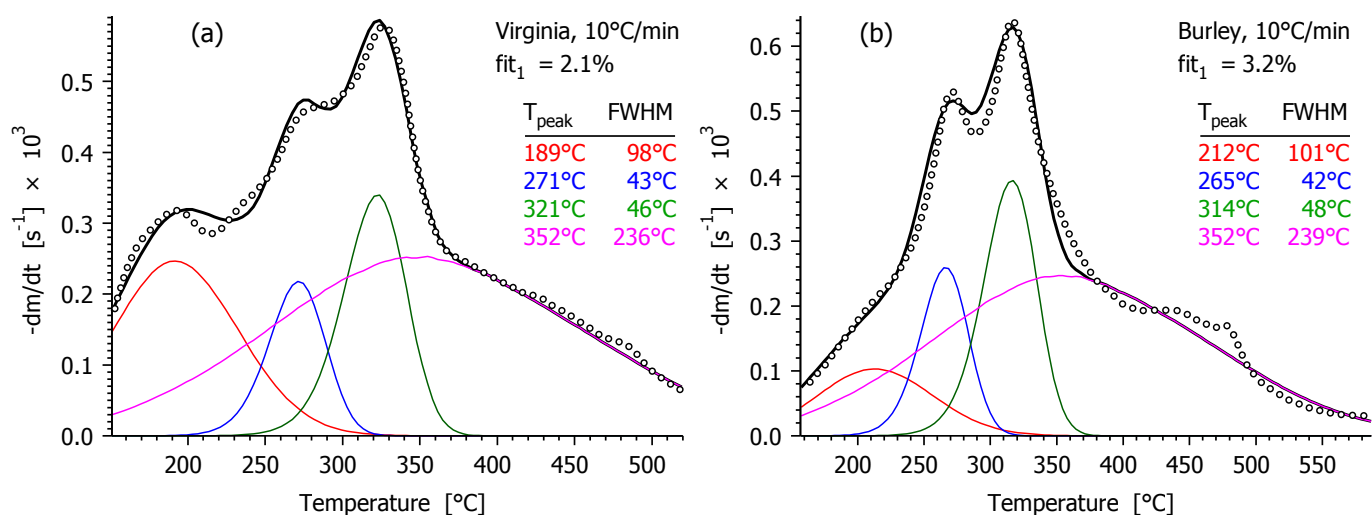 (a)
Virginia, 10°C/min
fit₁ = 2.1%
T_peak FWHM
189°C 98°C
271°C 43°C
321°C 46°C
352°C 236°C
-dm/dt [s⁻¹] × 10³
0.5
0.4
0.3
0.2
0.1
0.0
200 250 300 350 400 450 500
Temperature [°C]
(b)
Burley, 10°C/min
fit₁ = 3.2%
T_peak FWHM
212°C 101°C
265°C 42°C
314°C 48°C
352°C 239°C
-dm/dt [s⁻¹] × 10³
0.6
0.5
0.4
0.3
0.2
0.1
0.0
200 250 300 350 400 450 500 550
Temperature [°C]